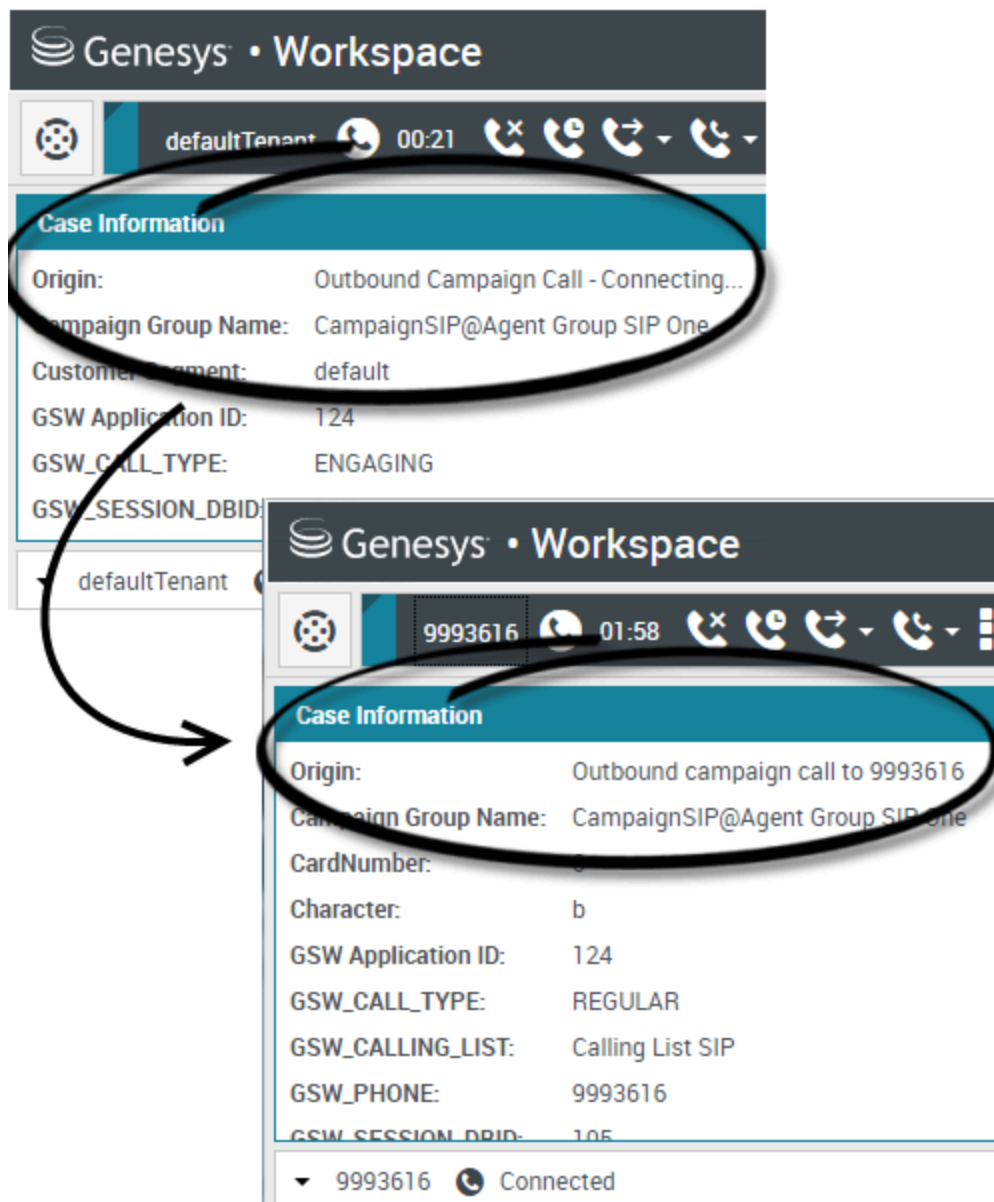 Genesys • Workspace
defaultTenant 00:21
Case Information
Origin: Outbound Campaign Call - Connecting...
Campaign Group Name: CampaignSIP@Agent Group SIP One
Customer Segment: default
GSW Application ID: 124
GSW_CALL_TYPE: ENGAGING
GSW_SESSION_DBID:
defaultTenant
Genesys • Workspace
9993616 01:58
Case Information
Origin: Outbound campaign call to 9993616
Campaign Group Name: CampaignSIP@Agent Group SIP One
CardNumber:
Character: b
GSW Application ID: 124
GSW_CALL_TYPE: REGULAR
GSW_CALLING_LIST: Calling List SIP
GSW_PHONE: 9993616
GSW_SESSION_DBID: 105
9993616 Connected